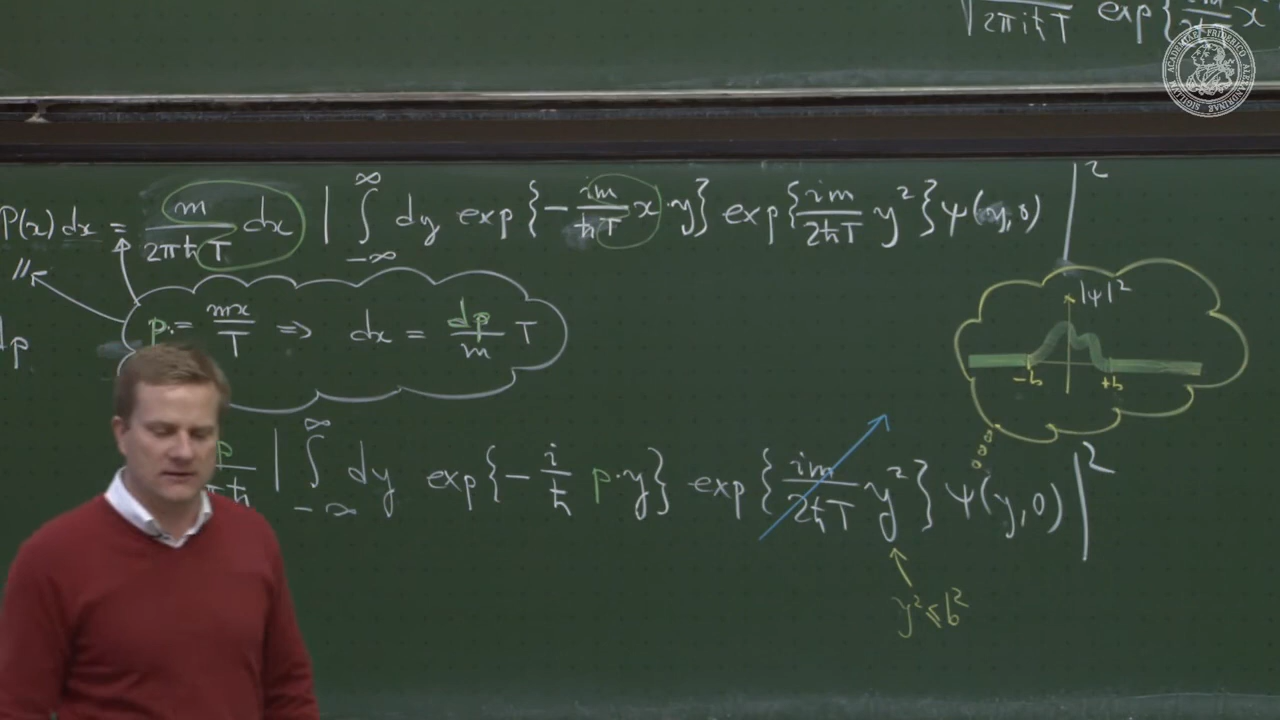 √2πiħT exp{im/2ħT x
P(x)dx = m/2πħT dx | ∫_{-∞}^{∞} dy exp{-im/ħT x·y} exp{im/2ħT y²} ψ(y,0) |²
p = mx/T ⇒ dx = dp/m T
|ψ|²
-b +b
dp
p/πħ | ∫_{-∞}^{∞} dy exp{-i/ħ p·y} exp{im/2ħT y²} ψ(y,0) |²
y² ≤ b²